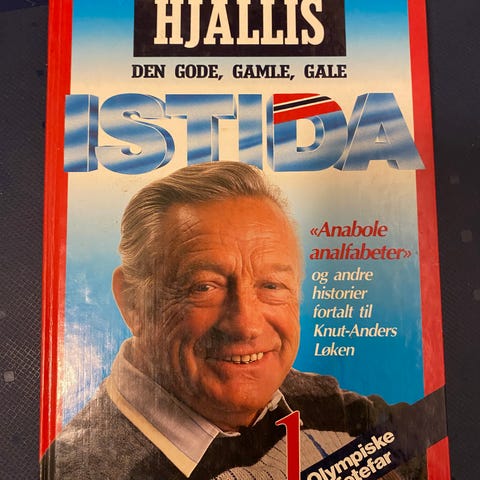 HJALLIS
DEN GODE, GAMLE, GALE
ISTIDA
«Anabole
analfabeter»
og andre
historier
fortalt til
Knut-Anders
Løken
1
Olympiske